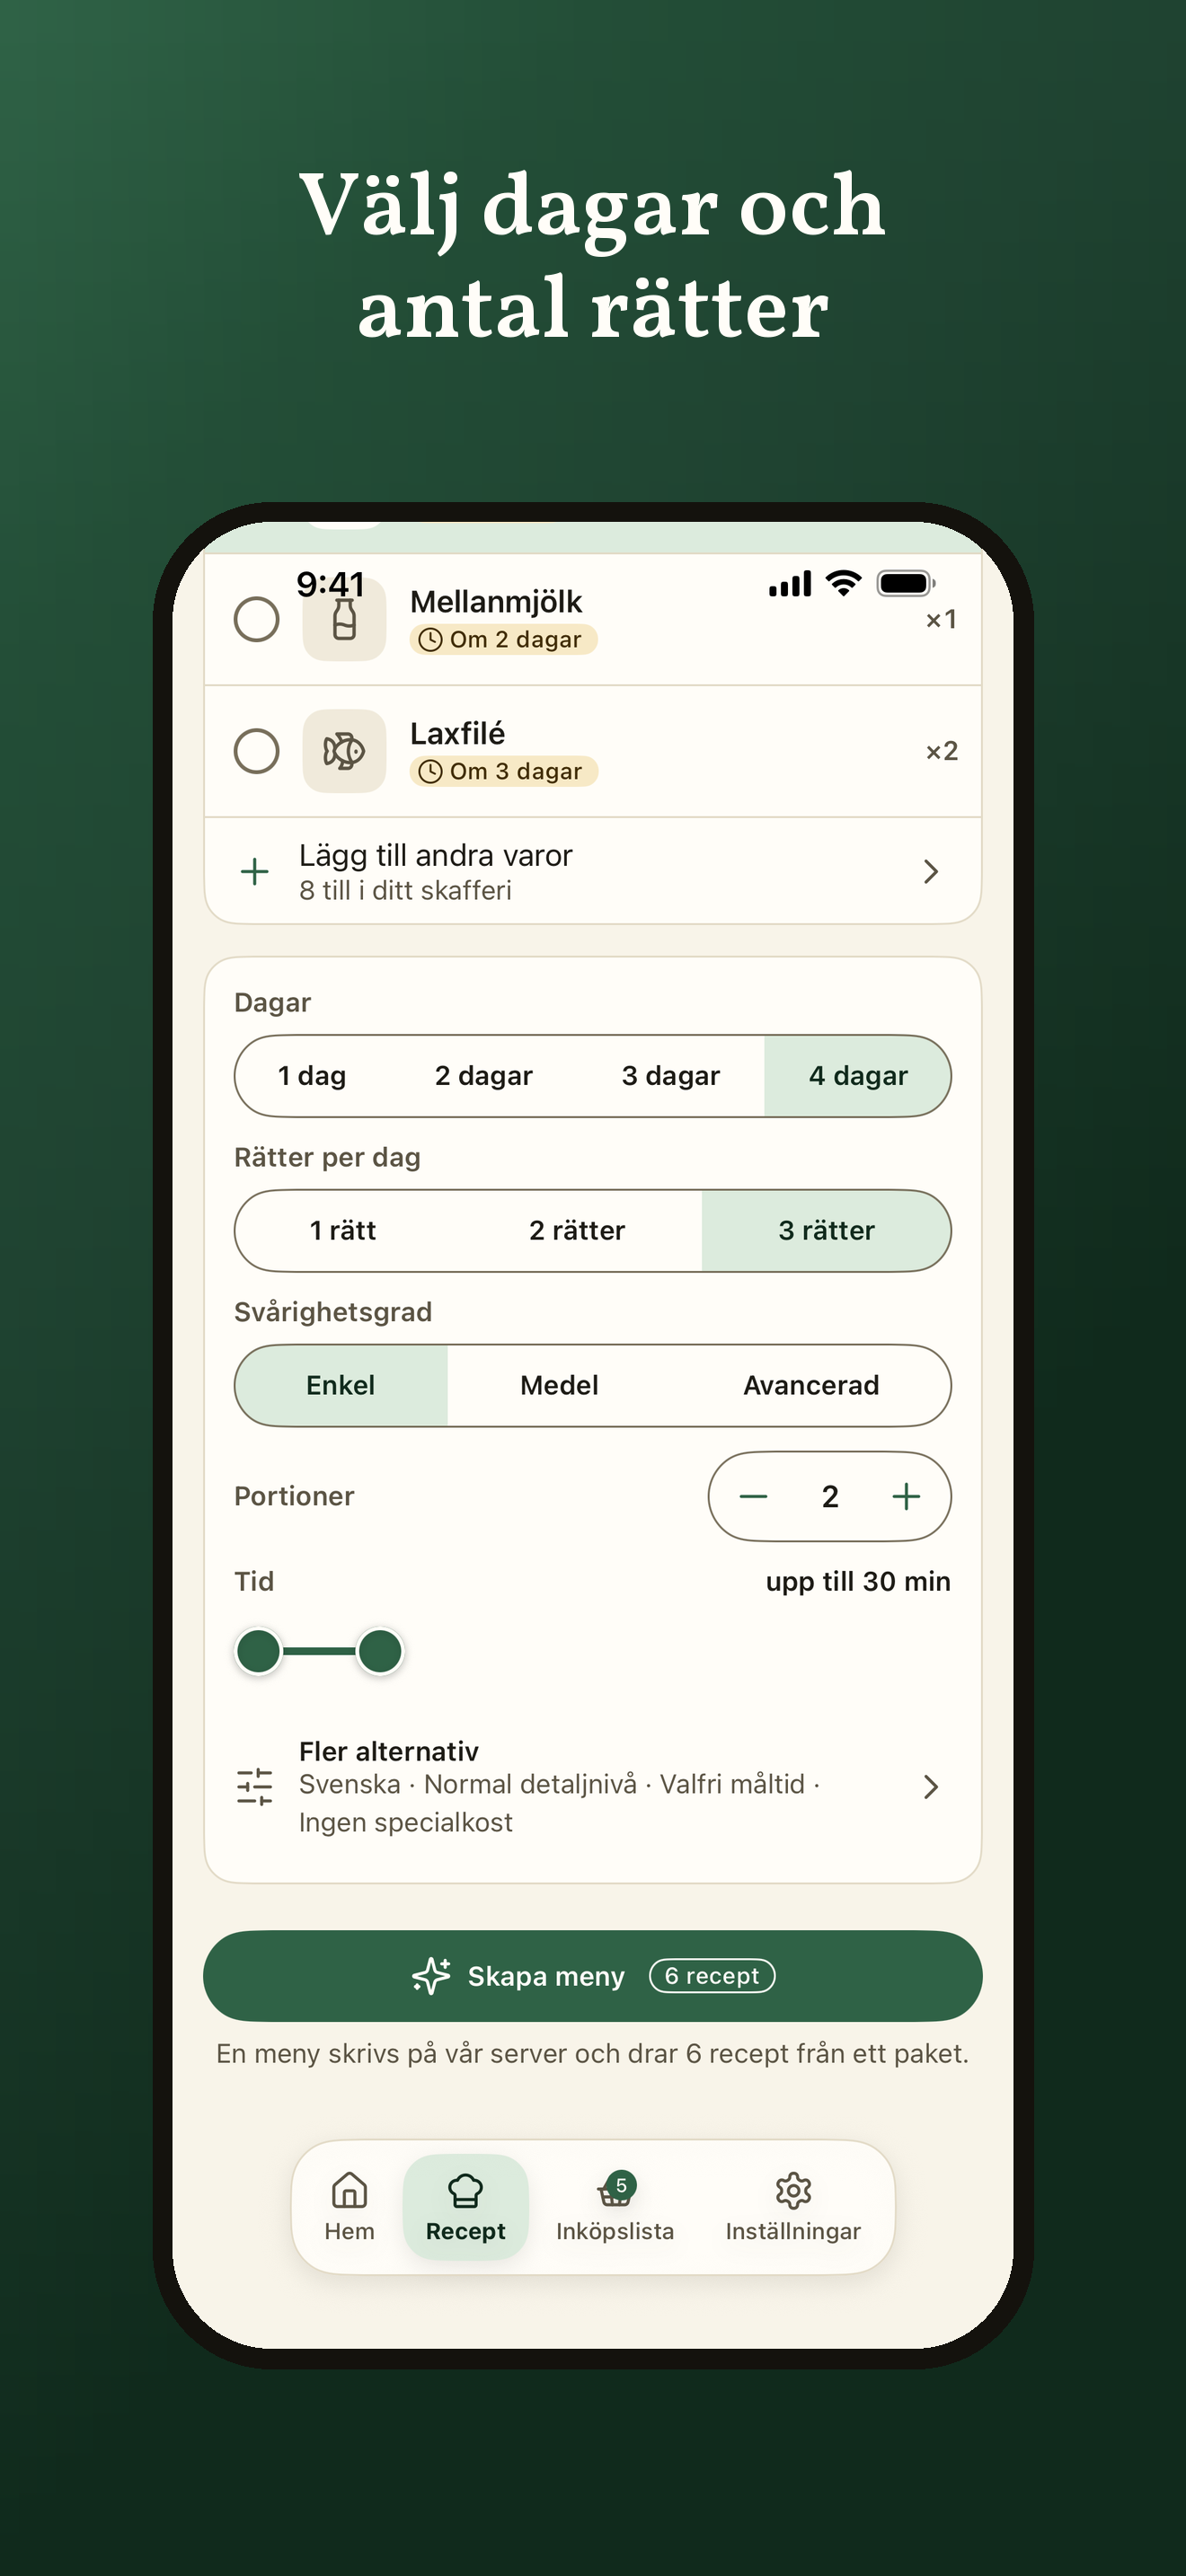 Välj dagar och
antal rätter
9:41
Mellanmjölk
Om 2 dagar
×1
Laxfilé
Om 3 dagar
×2
Lägg till andra varor
8 till i ditt skafferi
Dagar
1 dag 2 dagar 3 dagar 4 dagar
Rätter per dag
1 rätt 2 rätter 3 rätter
Svårighetsgrad
Enkel Medel Avancerad
Portioner 2
Tid upp till 30 min
Fler alternativ
Svenska · Normal detaljnivå · Valfri måltid ·
Ingen specialkost
Skapa meny 6 recept
En meny skrivs på vår server och drar 6 recept från ett paket.
5
Hem Recept Inköpslista Inställningar